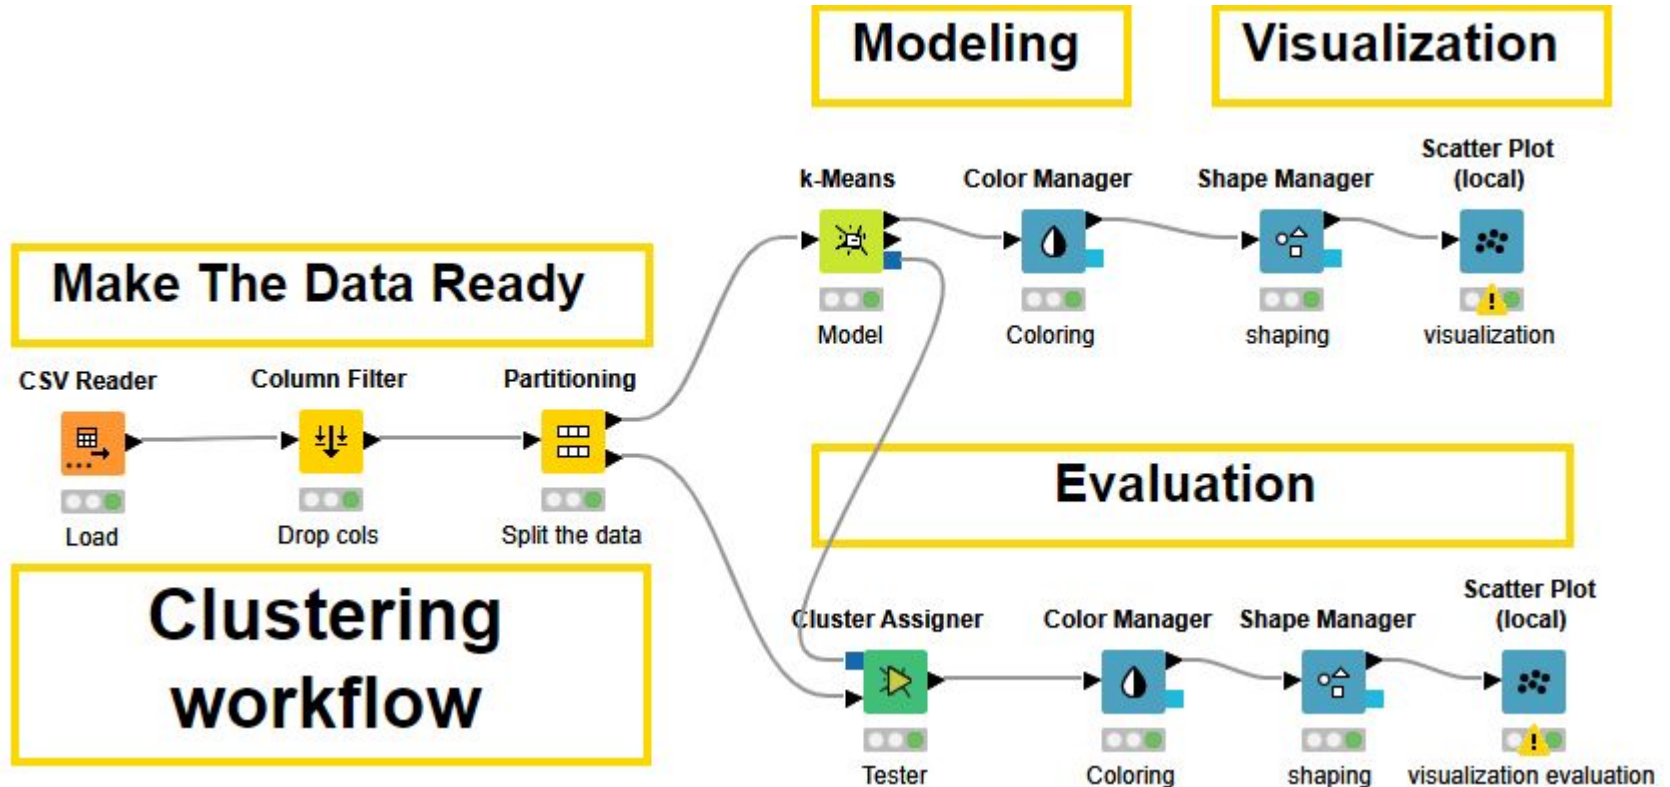 Modeling
Visualization
k-Means
Color Manager
Shape Manager
Scatter Plot
(local)
Model
Coloring
shaping
visualization
Make The Data Ready
CSV Reader
Column Filter
Partitioning
Load
Drop cols
Split the data
Clustering
workflow
Evaluation
Cluster Assigner
Color Manager
Shape Manager
Scatter Plot
(local)
Tester
Coloring
shaping
visualization evaluation